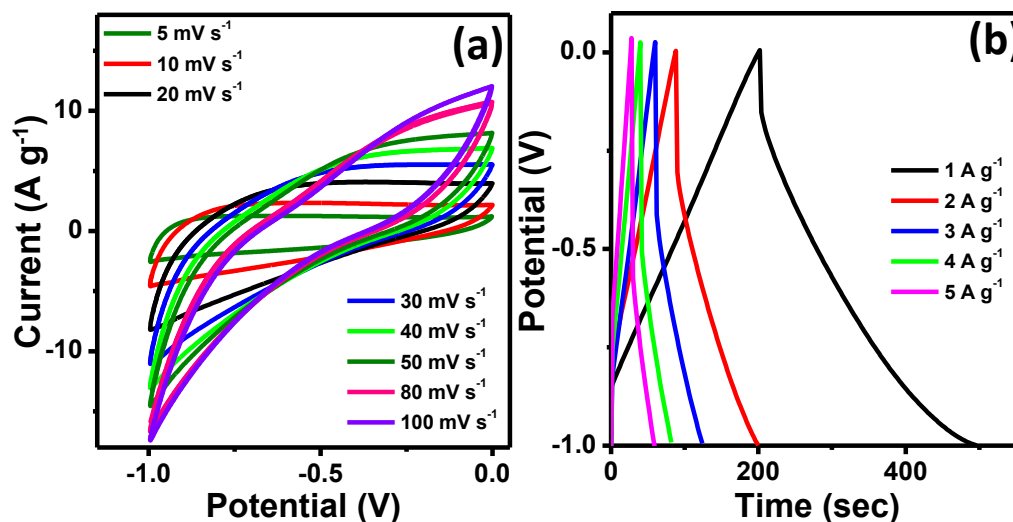 (a)
5 mV s⁻¹
10 mV s⁻¹
20 mV s⁻¹
30 mV s⁻¹
40 mV s⁻¹
50 mV s⁻¹
80 mV s⁻¹
100 mV s⁻¹
10
0
-10
-1.0
-0.5
0.0
Current (A g⁻¹)
Potential (V)
(b)
1 A g⁻¹
2 A g⁻¹
3 A g⁻¹
4 A g⁻¹
5 A g⁻¹
0.0
-0.5
-1.0
0
200
400
Potential (V)
Time (sec)